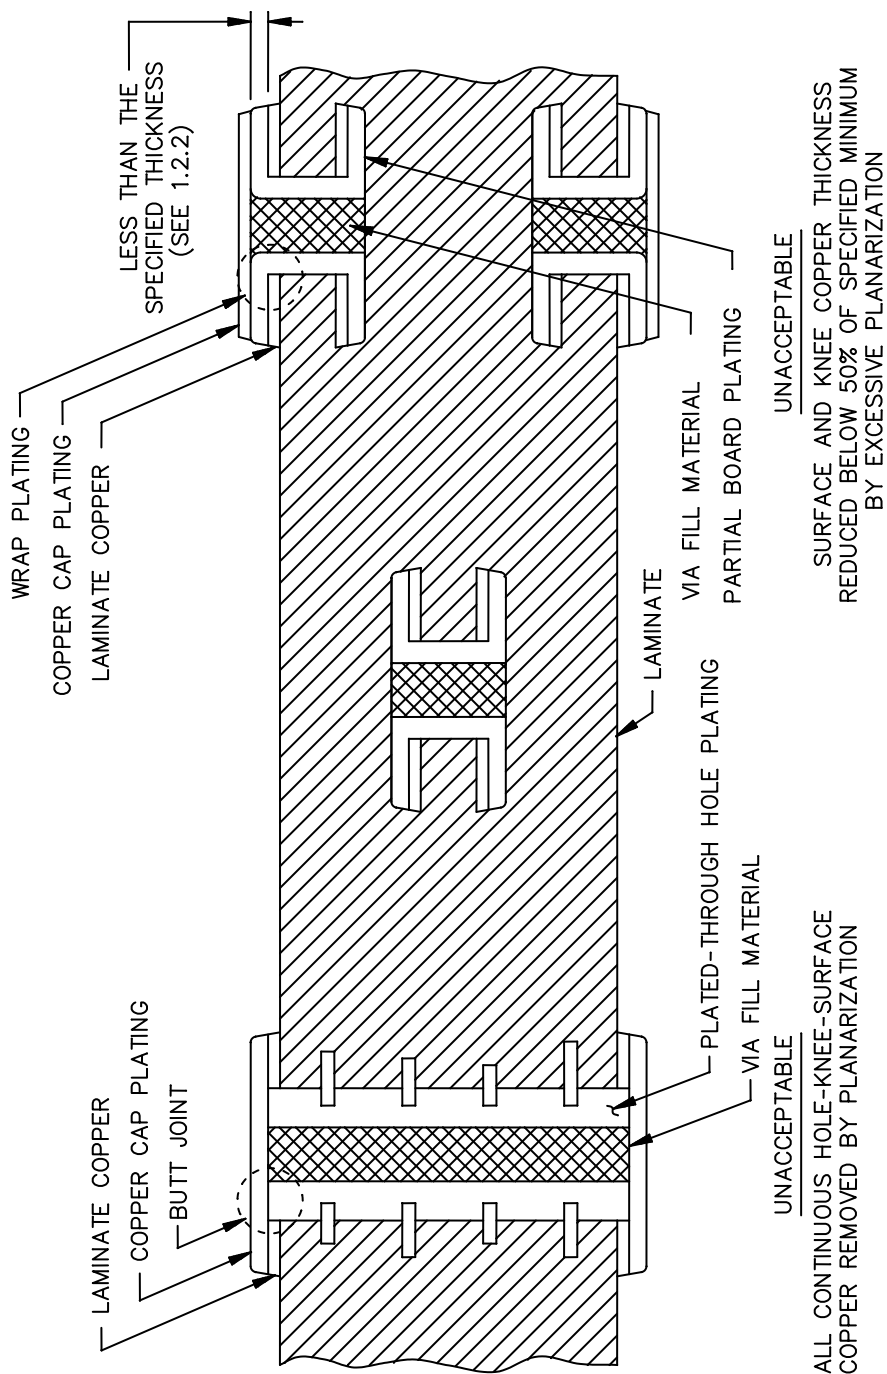 LAMINATE COPPER
COPPER CAP PLATING
BUTT JOINT
WRAP PLATING
COPPER CAP PLATING
LAMINATE COPPER
LESS THAN THE
SPECIFIED THICKNESS
(SEE 1.2.2)
PLATED-THROUGH HOLE PLATING
VIA FILL MATERIAL
LAMINATE
VIA FILL MATERIAL
PARTIAL BOARD PLATING
UNACCEPTABLE
ALL CONTINUOUS HOLE-KNEE-SURFACE
COPPER REMOVED BY PLANARIZATION
UNACCEPTABLE
SURFACE AND KNEE COPPER THICKNESS
REDUCED BELOW 50% OF SPECIFIED MINIMUM
BY EXCESSIVE PLANARIZATION